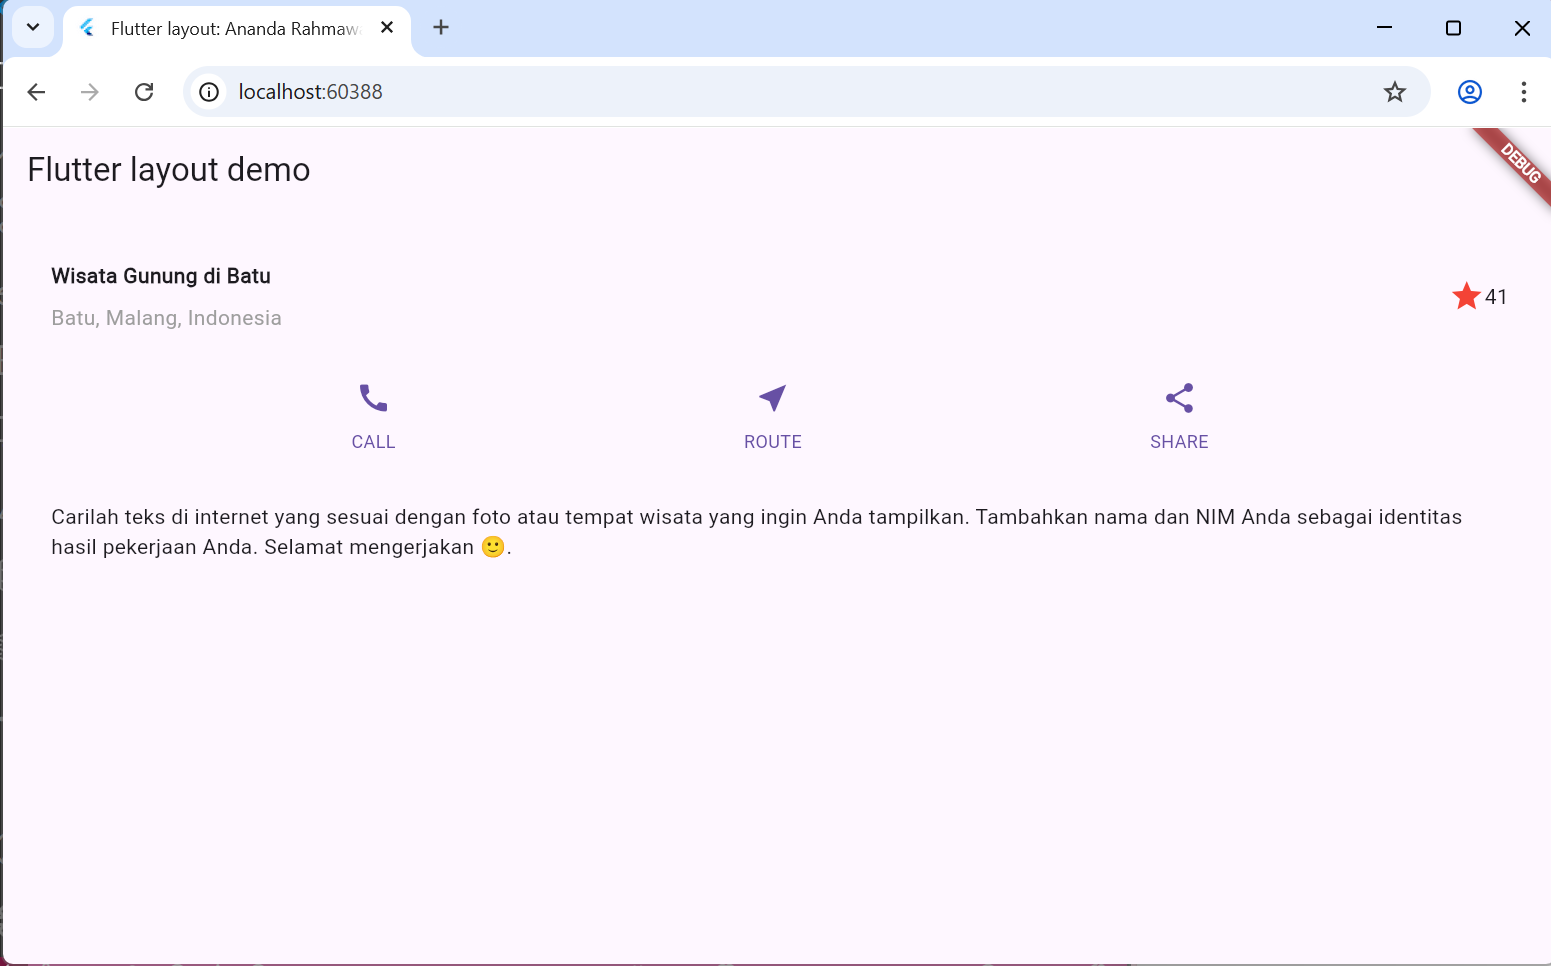 Flutter layout: Ananda Rahmaw
localhost:60388
Flutter layout demo
DEBUG
Wisata Gunung di Batu
Batu, Malang, Indonesia
41
CALL
ROUTE
SHARE
Carilah teks di internet yang sesuai dengan foto atau tempat wisata yang ingin Anda tampilkan. Tambahkan nama dan NIM Anda sebagai identitas
hasil pekerjaan Anda. Selamat mengerjakan 🙂.